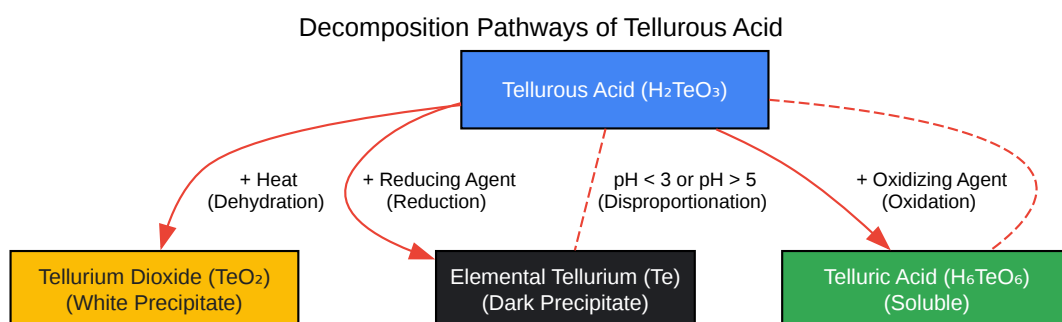 Decomposition Pathways of Tellurous Acid
Tellurous Acid (H₂TeO₃)
+ Heat
(Dehydration)
+ Reducing Agent
(Reduction)
pH < 3 or pH > 5
(Disproportionation)
+ Oxidizing Agent
(Oxidation)
Tellurium Dioxide (TeO₂)
(White Precipitate)
Elemental Tellurium (Te)
(Dark Precipitate)
Telluric Acid (H₆TeO₆)
(Soluble)